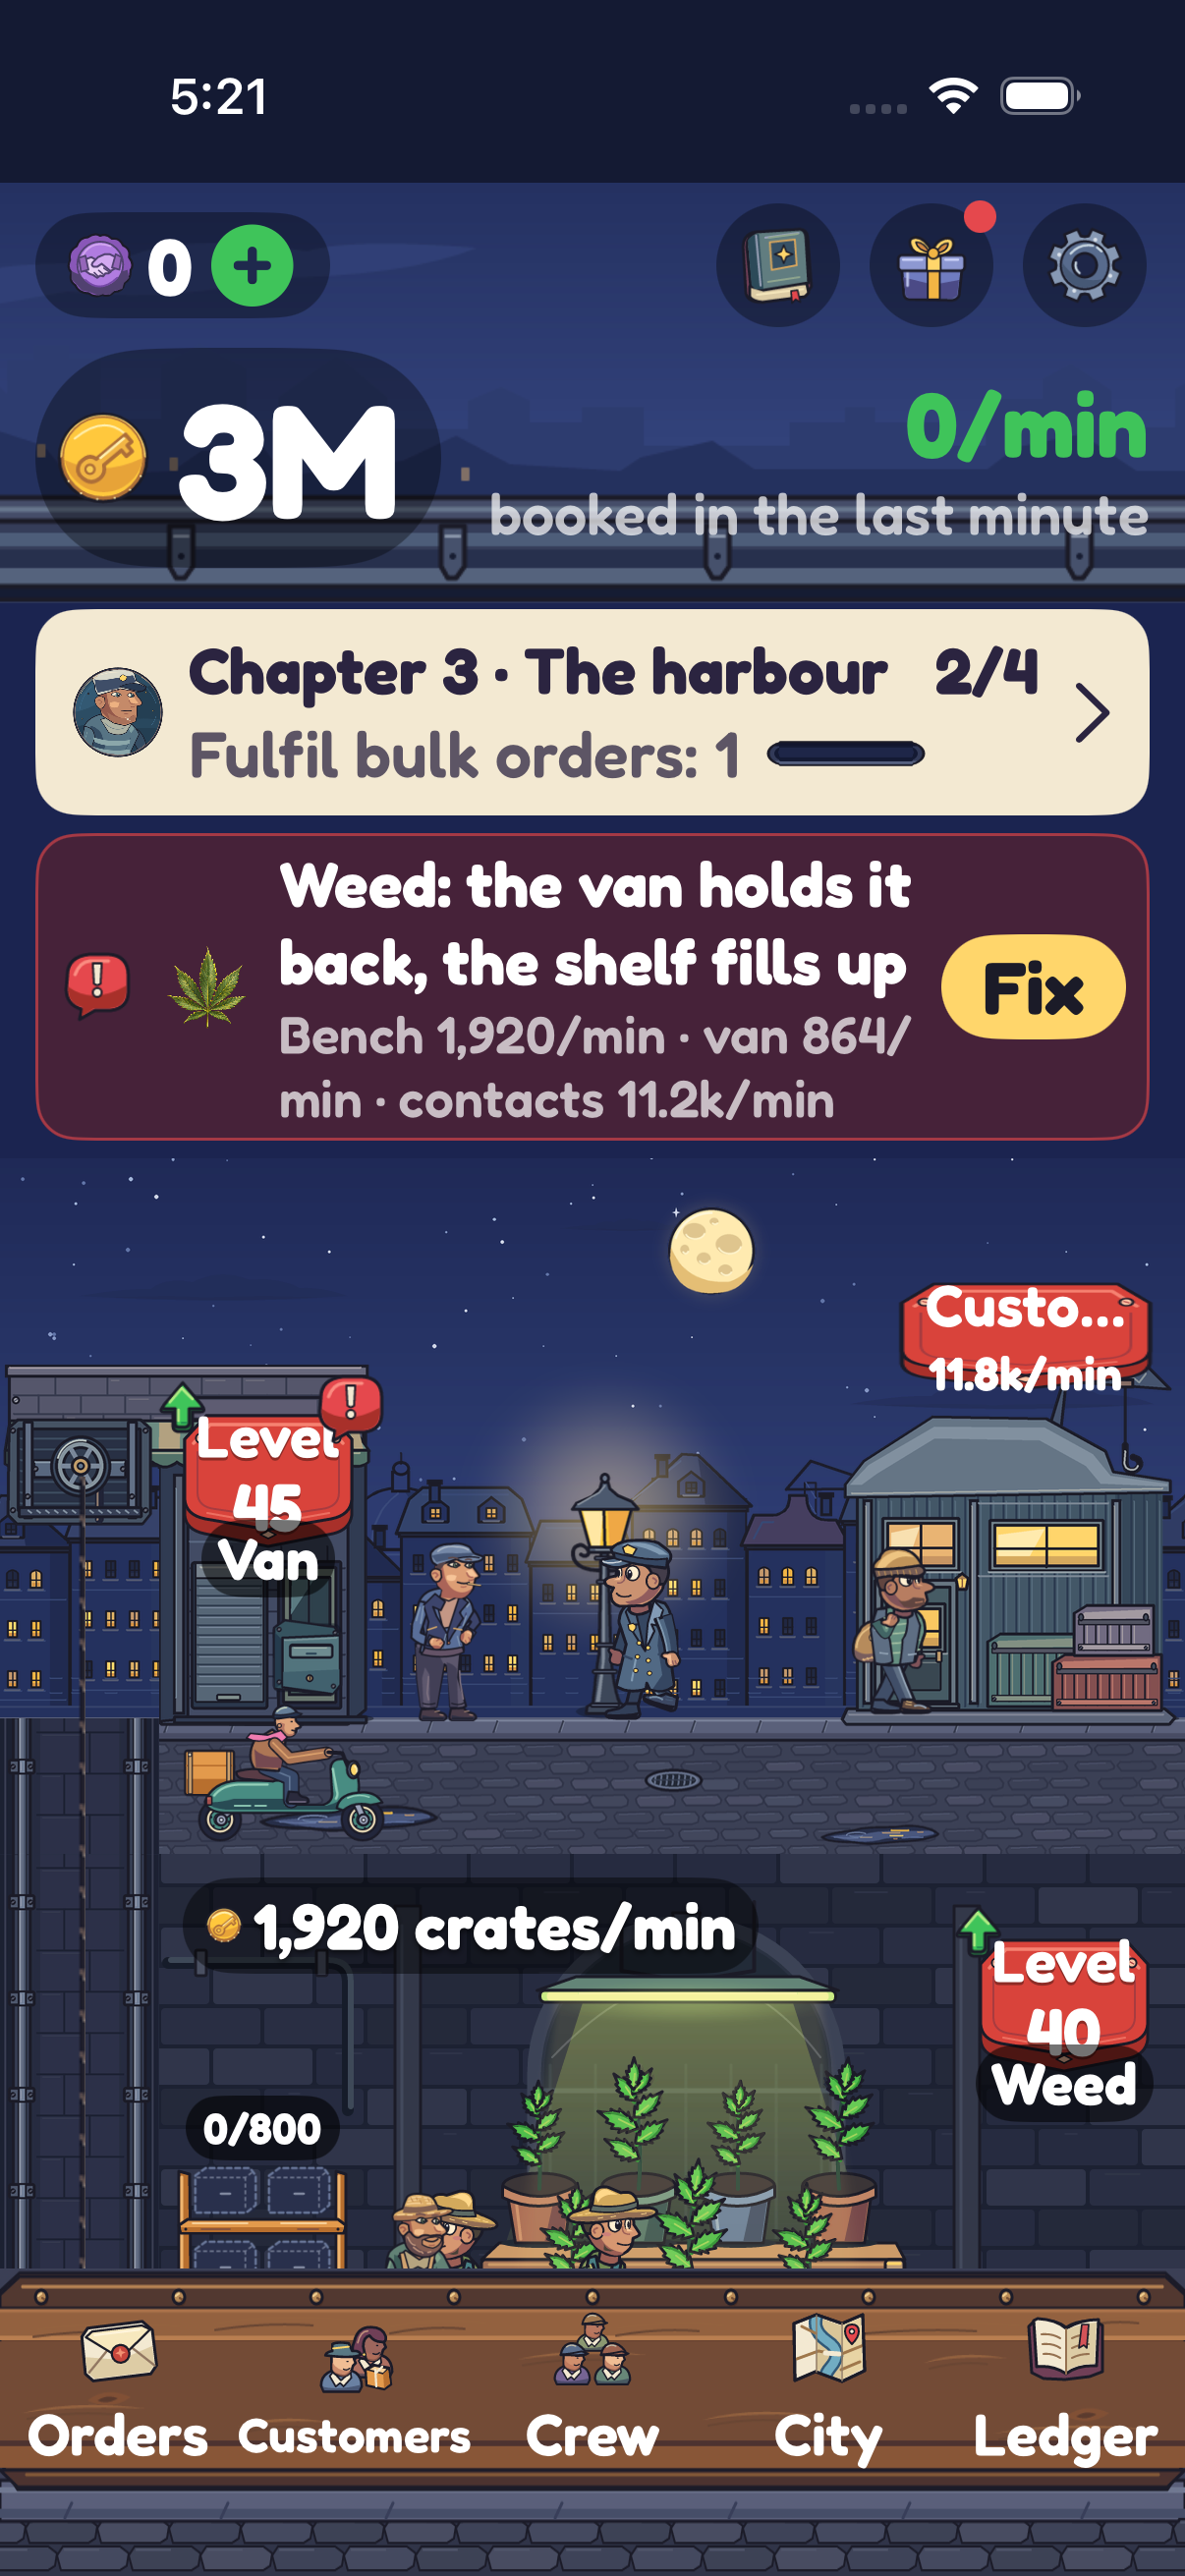 5:21
0
3M
0/min
booked in the last minute
Chapter 3 · The harbour 2/4
Fulfil bulk orders: 1
Weed: the van holds it
back, the shelf fills up
Bench 1,920/min · van 864/
min · contacts 11.2k/min
Fix
Custo...
11.8k/min
Level
45
Van
1,920 crates/min
Level
40
Weed
0/800
Orders Customers Crew City Ledger